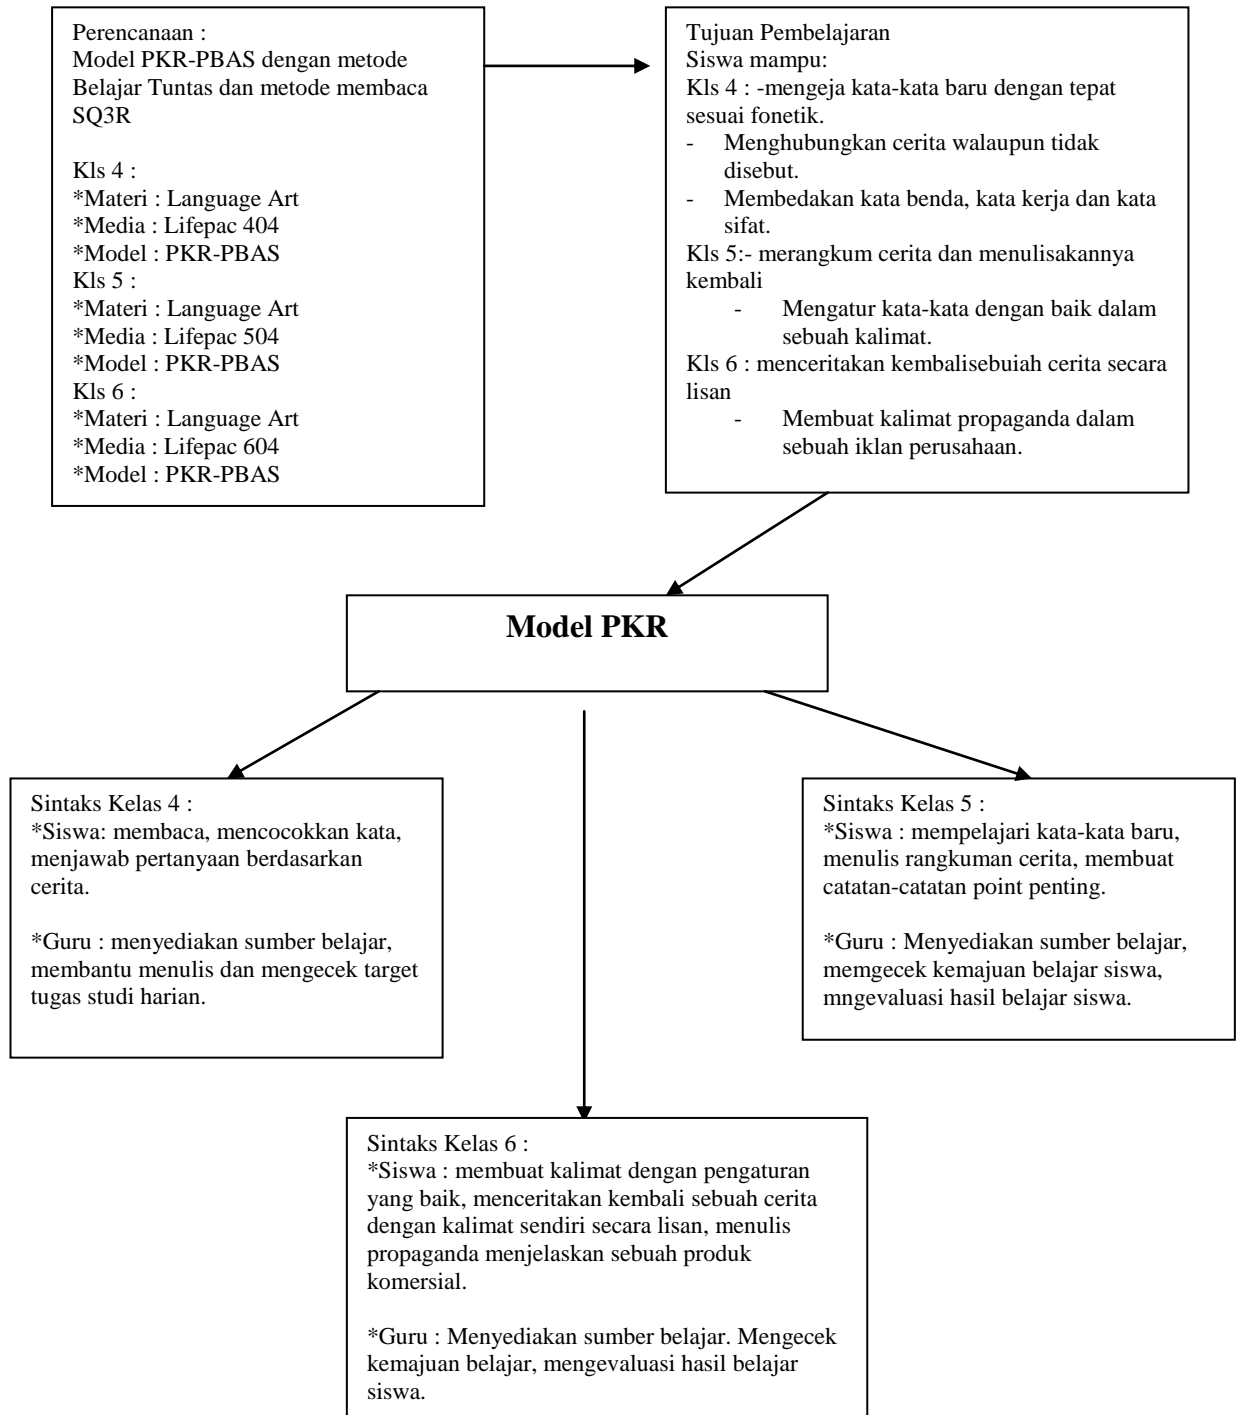 Perencanaan :
Model PKR-PBAS dengan metode
Belajar Tuntas dan metode membaca
SQ3R
Kls 4 :
*Materi : Language Art
*Media : Lifepac 404
*Model : PKR-PBAS
Kls 5 :
*Materi : Language Art
*Media : Lifepac 504
*Model : PKR-PBAS
Kls 6 :
*Materi : Language Art
*Media : Lifepac 604
*Model : PKR-PBAS
Tujuan Pembelajaran
Siswa mampu:
Kls 4 : -mengeja kata-kata baru dengan tepat
sesuai fonetik.
- Menghubungkan cerita walaupun tidak
disebut.
- Membedakan kata benda, kata kerja dan kata
sifat.
Kls 5:- merangkum cerita dan menulisakannya
kembali
- Mengatur kata-kata dengan baik dalam
sebuah kalimat.
Kls 6 : menceritakan kembalisebuiah cerita secara
lisan
- Membuat kalimat propaganda dalam
sebuah iklan perusahaan.
Model PKR
Sintaks Kelas 4 :
*Siswa: membaca, mencocokkan kata,
menjawab pertanyaan berdasarkan
cerita.
*Guru : menyediakan sumber belajar,
membantu menulis dan mengecek target
tugas studi harian.
Sintaks Kelas 5 :
*Siswa : mempelajari kata-kata baru,
menulis rangkuman cerita, membuat
catatan-catatan point penting.
*Guru : Menyediakan sumber belajar,
memgecek kemajuan belajar siswa,
mngevaluasi hasil belajar siswa.
Sintaks Kelas 6 :
*Siswa : membuat kalimat dengan pengaturan
yang baik, menceritakan kembali sebuah cerita
dengan kalimat sendiri secara lisan, menulis
propaganda menjelaskan sebuah produk
komersial.
*Guru : Menyediakan sumber belajar. Mengecek
kemajuan belajar, mengevaluasi hasil belajar
siswa.